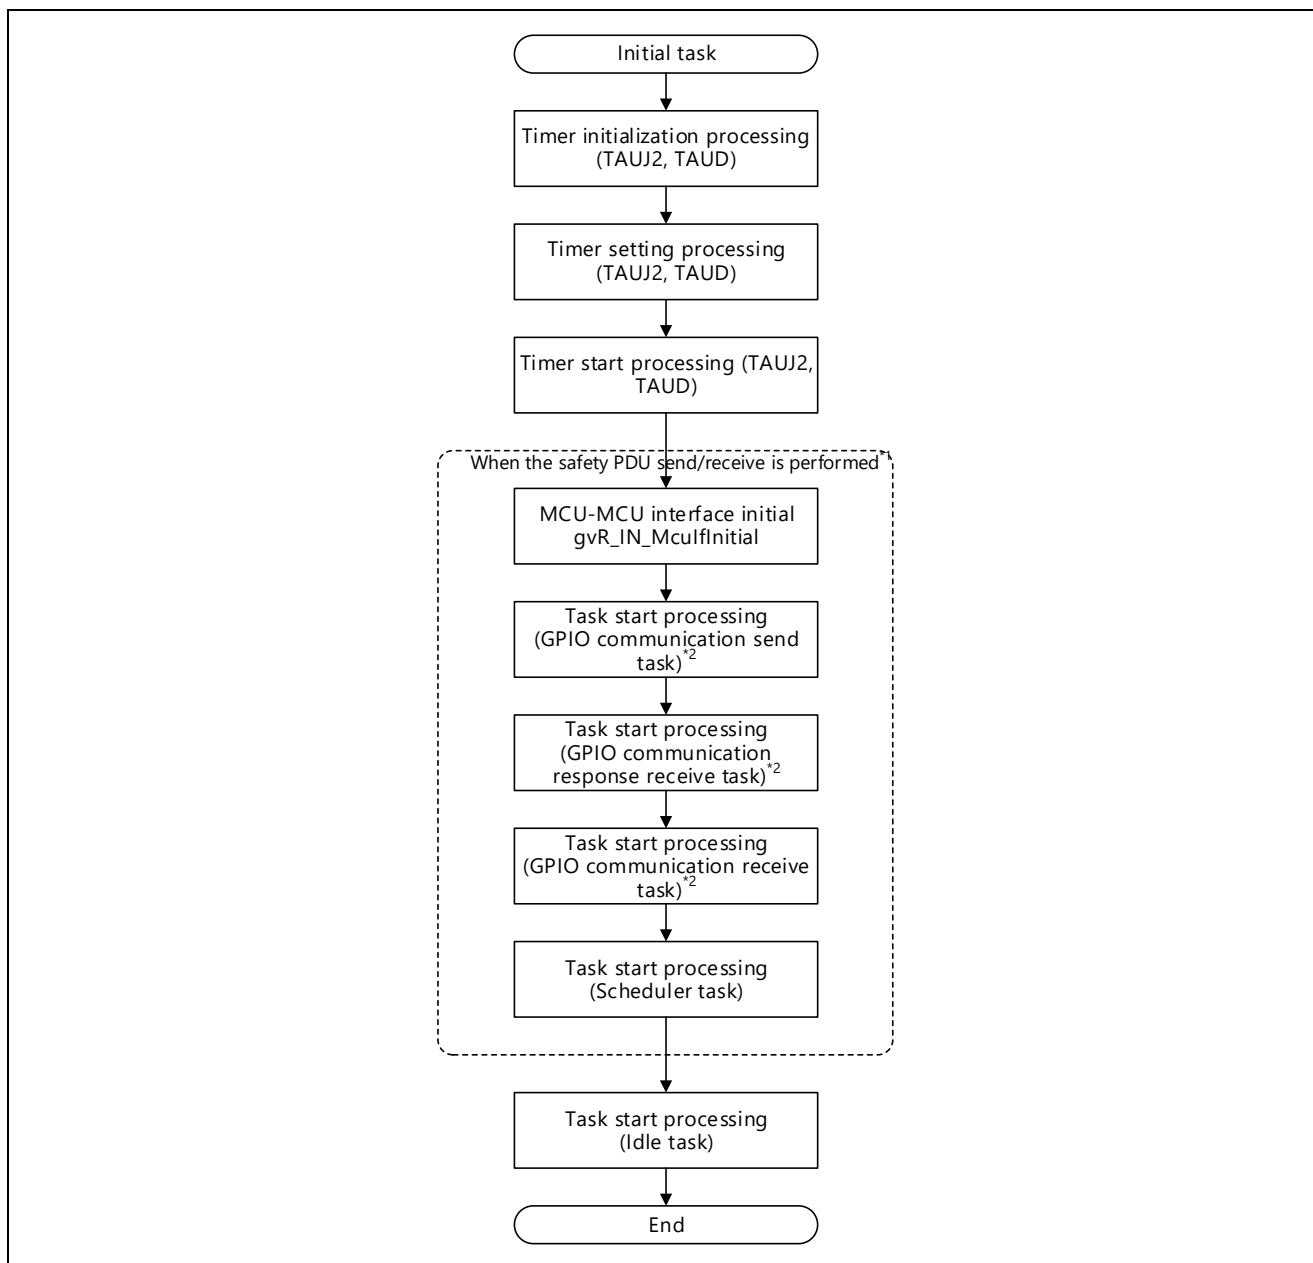 Initial task
Timer initialization processing
(TAUJ2, TAUD)
Timer setting processing
(TAUJ2, TAUD)
Timer start processing (TAUJ2,
TAUD)
When the safety PDU send/receive is performed*1
MCU-MCU interface initial
gvR_IN_McuIfInitial
Task start processing
(GPIO communication send
task)*2
Task start processing
(GPIO communication
response receive task)*2
Task start processing
(GPIO communication receive
task)*2
Task start processing
(Scheduler task)
Task start processing
(Idle task)
End